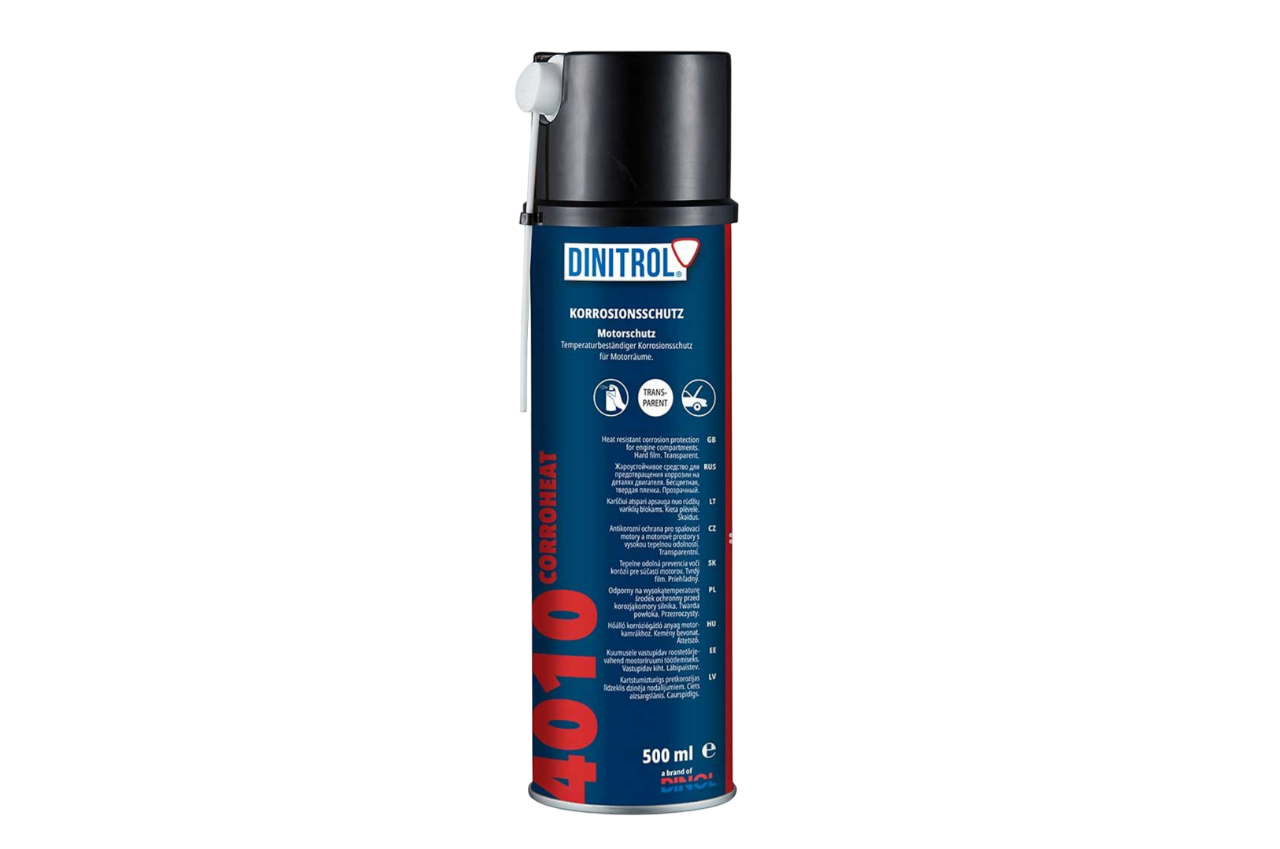 DINITROL®
KORROSIONSSCHUTZ
Motorschutz
Temperaturbeständiger Korrosionsschutz
für Motorräume.
TRANS-
PARENT
Heat resistant corrosion protection GB
for engine compartments.
Hard film. Transparent.
Жароустойчивое средство для RUS
предотвращения коррозии на
деталях двигателя. Бесцветная,
твердая пленка. Прозрачный.
Karščiui atspari apsauga nuo rūdžių LT
variklių blokams. Kieta plėvelė.
Skaidus.
Antikorozní ochrana pro spalovací CZ
motory a motorové prostory s
vysokou tepelnou odolností.
Transparentní.
Tepelne odolná prevencia voči SK
korózii pre súčasti motorov. Tvrdý
film. Priehľadný.
Odporny na wysokątemperaturę PL
środek ochronny przed
korozjąkomory silnika. Twarda
powłoka. Przezroczysty.
Hőálló korróziógátló anyag motor- HU
kamrákhoz. Kemény bevonat.
Áttetsző.
Kuumusele vastupidav roostetõrje- EE
vahend mootoriruumi töötlemiseks.
Vastupidav kiht. Läbipaistev.
Karstumizturīgs pretkorozijas LV
līdzeklis dzinēja nodalījumiem. Ciets
aizsargslānis. Caurspīdīgs.
4010 CORROHEAT
500 ml e
a brand of
DINOL